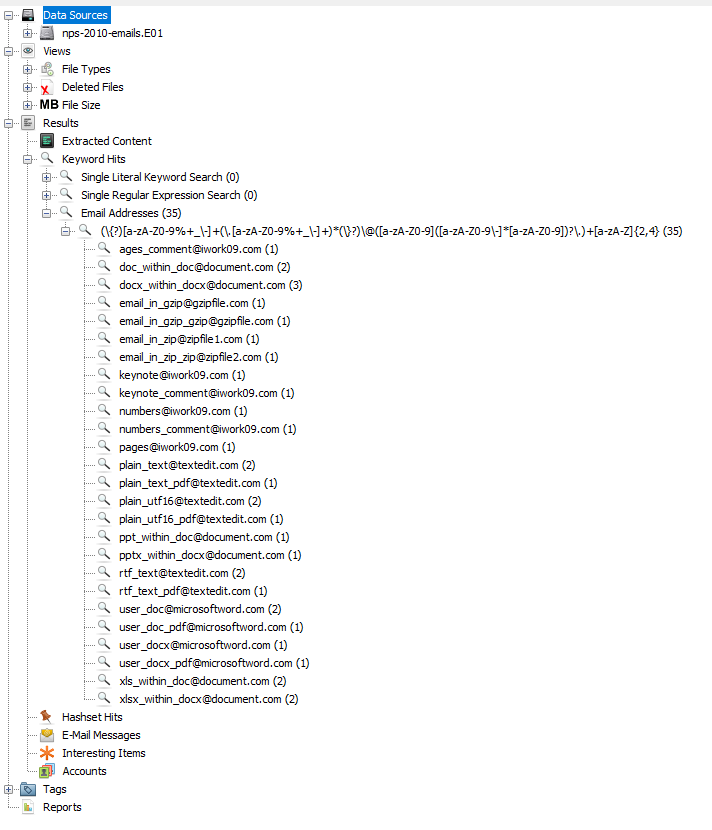 Data Sources
nps-2010-emails.E01
Views
File Types
Deleted Files
MB File Size
Results
Extracted Content
Keyword Hits
Single Literal Keyword Search (0)
Single Regular Expression Search (0)
Email Addresses (35)
(\{?)[a-zA-Z0-9%+_\-]+(\.[a-zA-Z0-9%+_\-]+)*(\}?)\@([a-zA-Z0-9]([a-zA-Z0-9\-]*[a-zA-Z0-9])?\.)+[a-zA-Z]{2,4} (35)
ages_comment@iwork09.com (1)
doc_within_doc@document.com (2)
docx_within_docx@document.com (3)
email_in_gzip@gzipfile.com (1)
email_in_gzip_gzip@gzipfile.com (1)
email_in_zip@zipfile1.com (1)
email_in_zip_zip@zipfile2.com (1)
keynote@iwork09.com (1)
keynote_comment@iwork09.com (1)
numbers@iwork09.com (1)
numbers_comment@iwork09.com (1)
pages@iwork09.com (1)
plain_text@textedit.com (2)
plain_text_pdf@textedit.com (1)
plain_utf16@textedit.com (2)
plain_utf16_pdf@textedit.com (1)
ppt_within_doc@document.com (1)
pptx_within_docx@document.com (1)
rtf_text@textedit.com (2)
rtf_text_pdf@textedit.com (1)
user_doc@microsoftword.com (2)
user_doc_pdf@microsoftword.com (1)
user_docx@microsoftword.com (1)
user_docx_pdf@microsoftword.com (1)
xls_within_doc@document.com (2)
xlsx_within_docx@document.com (2)
Hashset Hits
E-Mail Messages
Interesting Items
Accounts
Tags
Reports